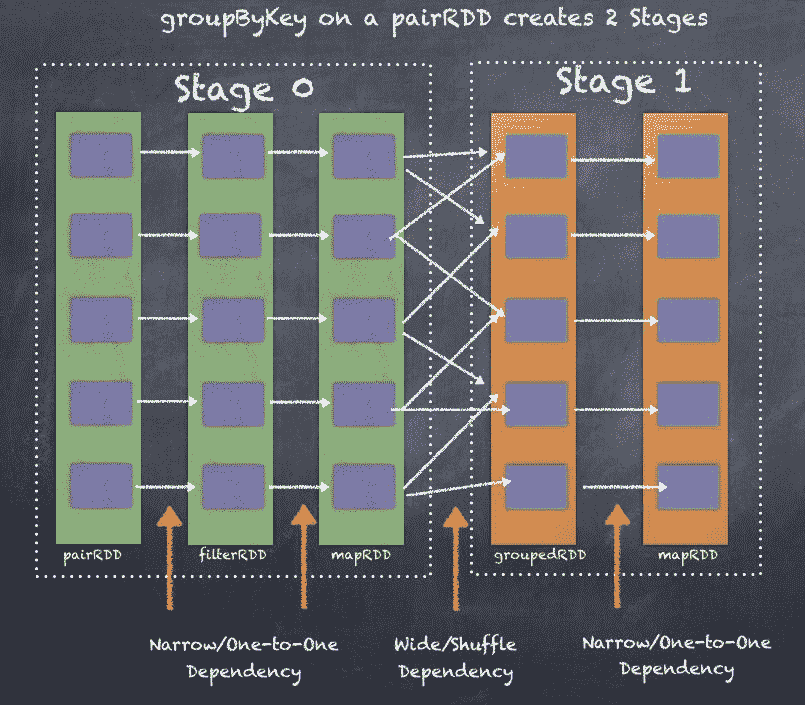 groupByKey on a pairRDD creates 2 Stages
Stage 0
Stage 1
pairRDD
filterRDD
mapRDD
groupedRDD
mapRDD
Narrow/One-to-One
Dependency
Wide/Shuffle
Dependency
Narrow/One-to-One
Dependency